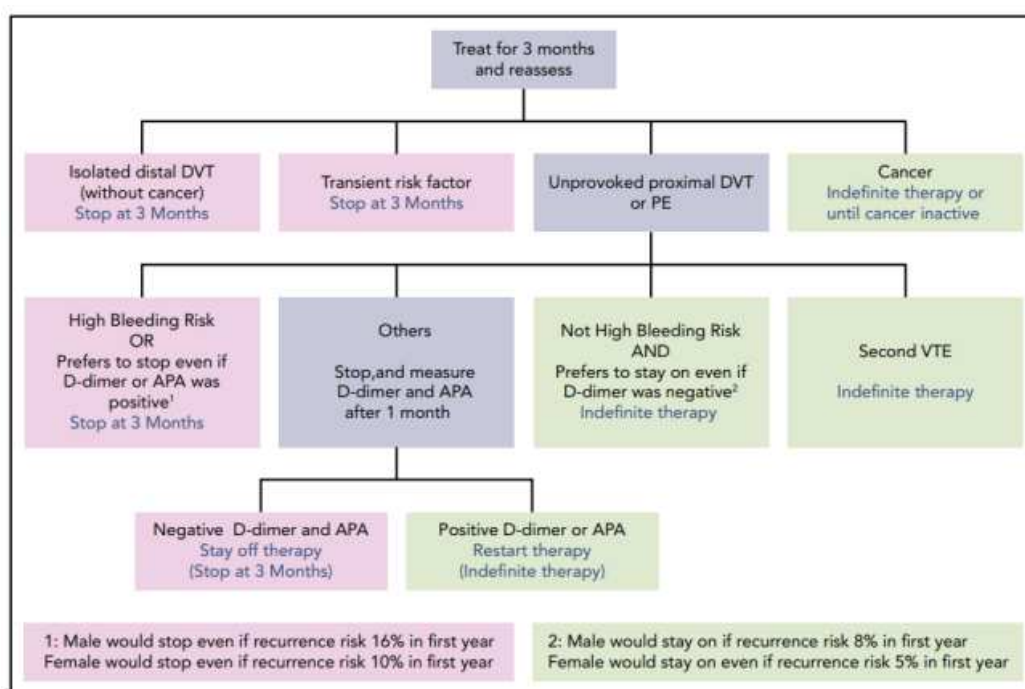 Treat for 3 months
and reassess
Isolated distal DVT
(without cancer)
Stop at 3 Months
Transient risk factor
Stop at 3 Months
Unprovoked proximal DVT
or PE
Cancer
Indefinite therapy or
until cancer inactive
High Bleeding Risk
OR
Prefers to stop even if
D-dimer or APA was
positive¹
Stop at 3 Months
Others
Stop,and measure
D-dimer and APA
after 1 month
Not High Bleeding Risk
AND
Prefers to stay on even if
D-dimer was negative²
Indefinite therapy
Second VTE
Indefinite therapy
Negative D-dimer and APA
Stay off therapy
(Stop at 3 Months)
Positive D-dimer or APA
Restart therapy
(Indefinite therapy)
1: Male would stop even if recurrence risk 16% in first year
Female would stop even if recurrence risk 10% in first year
2: Male would stay on if recurrence risk 8% in first year
Female would stay on even if recurrence risk 5% in first year